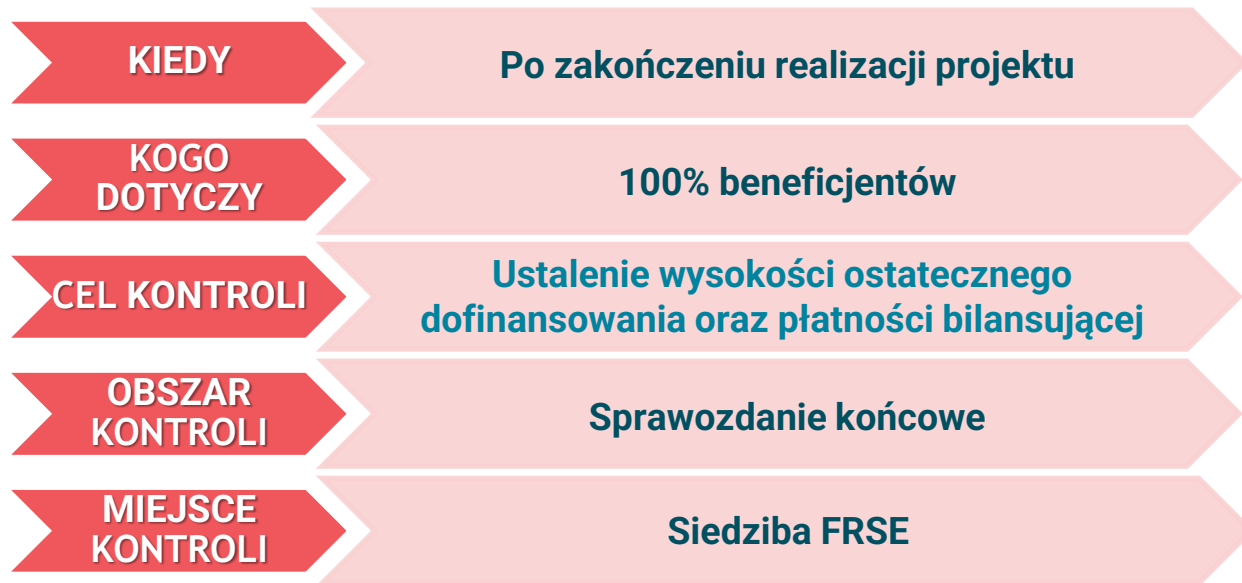 KIEDY
Po zakończeniu realizacji projektu
KOGO
DOTYCZY
100% beneficjentów
CEL KONTROLI
Ustalenie wysokości ostatecznego
dofinansowania oraz płatności bilansującej
OBSZAR
KONTROLI
Sprawozdanie końcowe
MIEJSCE
KONTROLI
Siedziba FRSE